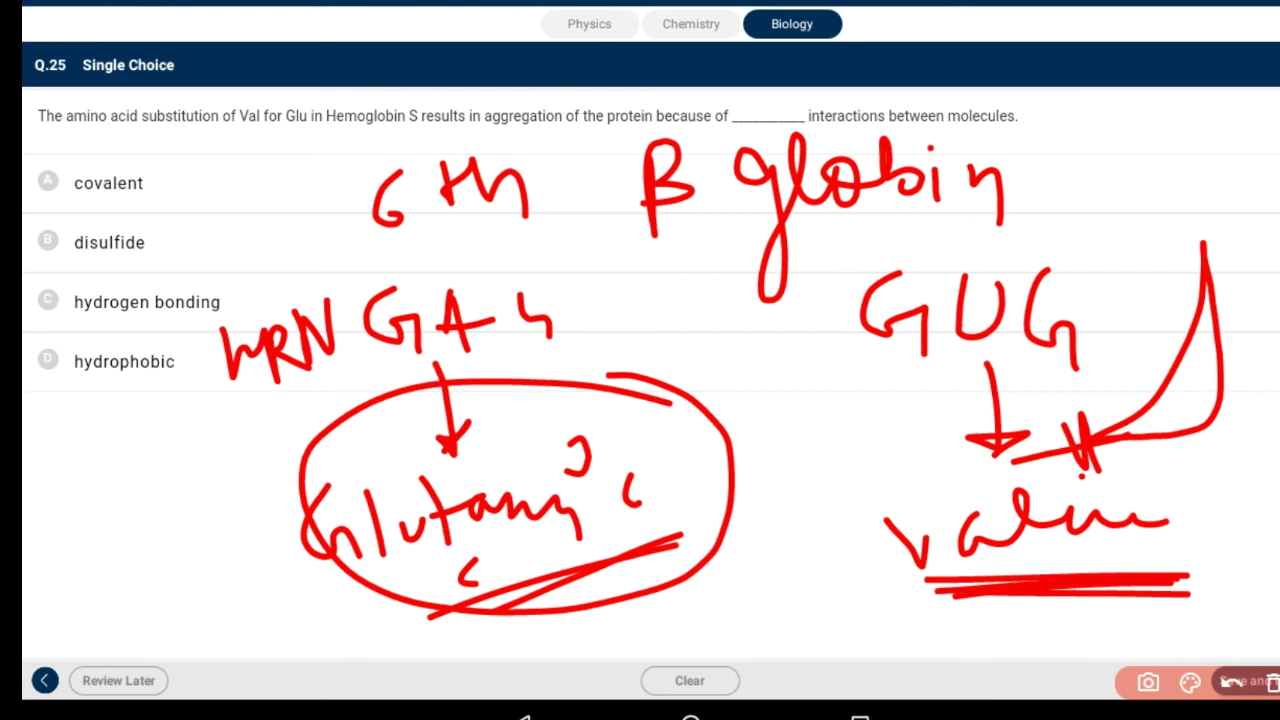 Physics Chemistry Biology
Q.25 Single Choice
The amino acid substitution of Val for Glu in Hemoglobin S results in aggregation of the protein because of __________ interactions between molecules.
A covalent
B disulfide
C hydrogen bonding
D hydrophobic
6th β globin
mRN GAG GUG
valine
Review Later Clear